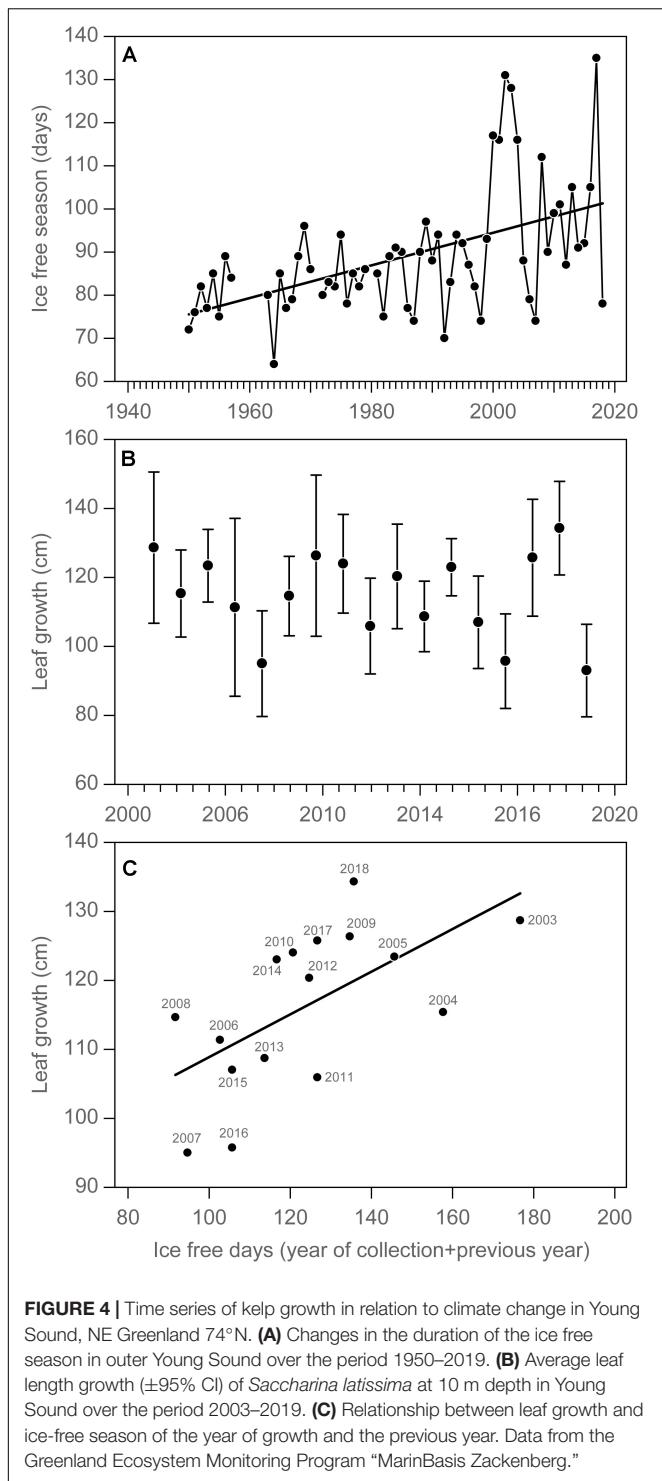 A
Ice free season (days)
140
130
120
110
100
90
80
70
60
1940 1960 1980 2000 2020
B
Leaf growth (cm)
160
140
120
100
80
60
2000 2006 2010 2014 2016 2020
C
Leaf growth (cm)
140
130
120
110
100
90
2018
2017 2009
2010
2014 2012 2005
2003
2004
2008
2006
2013
2015
2011
2007 2016
80 100 120 140 160 180 200
Ice free days (year of collection+previous year)
FIGURE 4 | Time series of kelp growth in relation to climate change in Young
Sound, NE Greenland 74°N. (A) Changes in the duration of the ice free
season in outer Young Sound over the period 1950–2019. (B) Average leaf
length growth (±95% CI) of Saccharina latissima at 10 m depth in Young
Sound over the period 2003–2019. (C) Relationship between leaf growth and
ice-free season of the year of growth and the previous year. Data from the
Greenland Ecosystem Monitoring Program “MarinBasis Zackenberg.”